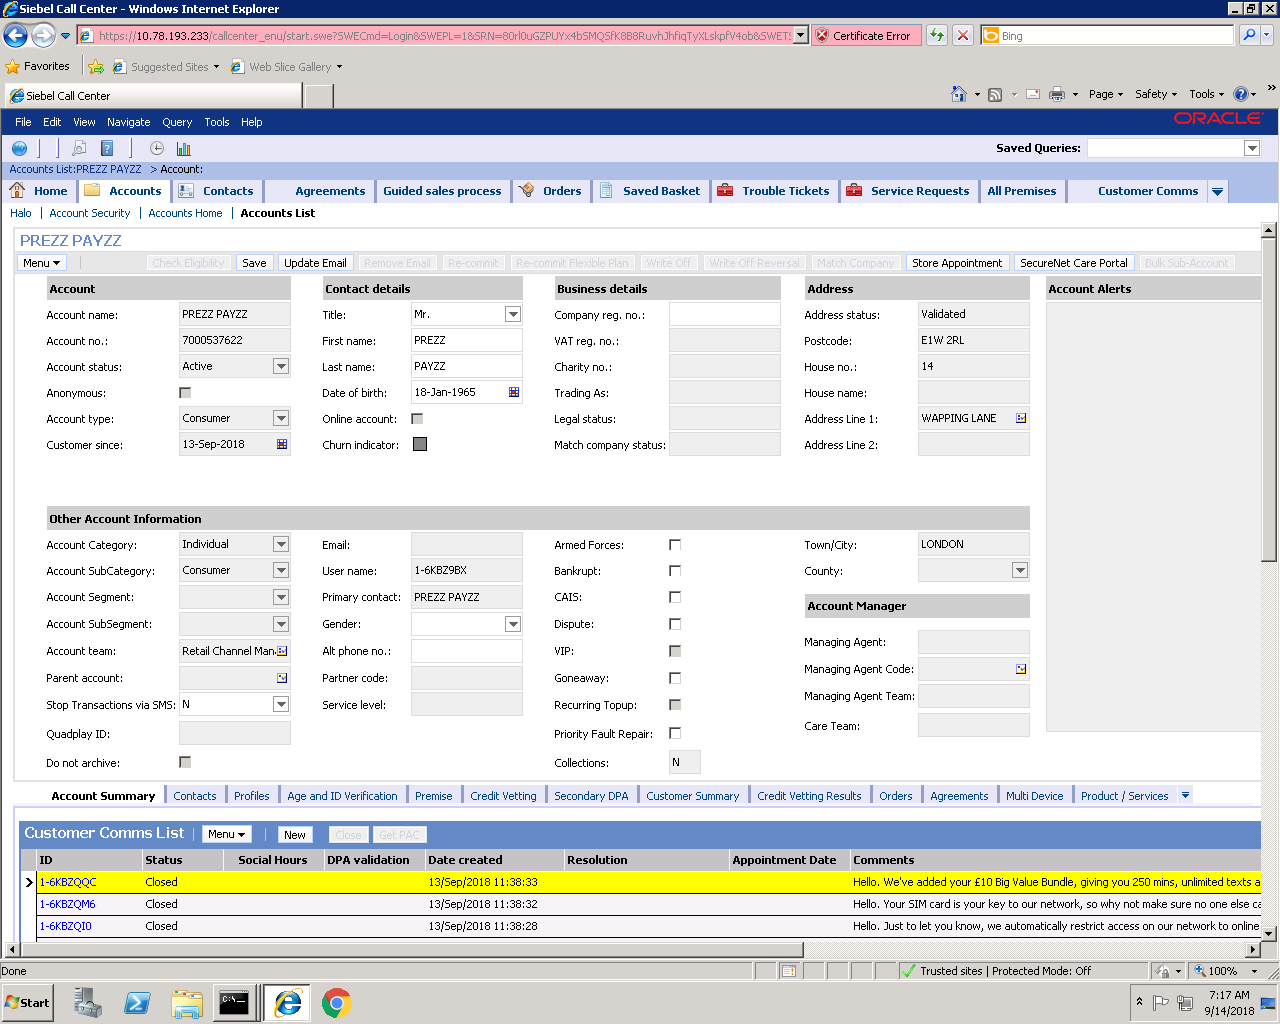 Siebel Call Center - Windows Internet Explorer
Certificate Error
Bing
Favorites
Suggested Sites
Web Slice Gallery
Siebel Call Center
Page
Safety
Tools
File Edit View Navigate Query Tools Help
ORACLE
Saved Queries:
Accounts List:PREZZ PAYZZ > Account:
Home Accounts Contacts Agreements Guided sales process Orders Saved Basket Trouble Tickets Service Requests All Premises Customer Comms
Halo | Account Security | Accounts Home | Accounts List
PREZZ PAYZZ
Menu Check Eligibility Save Update Email Remove Email Re-commit Re-commit Flexible Plan Write Off Write Off Reversal Match Company Store Appointment SecureNet Care Portal Bulk Sub-Account
Account Contact details Business details Address Account Alerts
Account name: PREZZ PAYZZ Title: Mr. Company reg. no.: Address status: Validated
Account no.: 7000537622 First name: PREZZ VAT reg. no.: Postcode: E1W 2RL
Account status: Active Last name: PAYZZ Charity no.: House no.: 14
Anonymous: Date of birth: 18-Jan-1965 Trading As: House name:
Account type: Consumer Online account: Legal status: Address Line 1: WAPPING LANE
Customer since: 13-Sep-2018 Churn indicator: Match company status: Address Line 2:
Other Account Information
Account Category: Individual Email: Armed Forces: Town/City: LONDON
Account SubCategory: Consumer User name: 1-6KBZ9BX Bankrupt: County:
Account Segment: Primary contact: PREZZ PAYZZ CAIS: Account Manager
Account SubSegment: Gender: Dispute:
Managing Agent:
Account team: Retail Channel Man. Alt phone no.: VIP:
Managing Agent Code:
Parent account: Partner code: Goneaway:
Managing Agent Team:
Stop Transactions via SMS: N Service level: Recurring Topup:
Care Team:
Quadplay ID: Priority Fault Repair:
Do not archive: Collections: N
Account Summary Contacts Profiles Age and ID Verification Premise Credit Vetting Secondary DPA Customer Summary Credit Vetting Results Orders Agreements Multi Device Product / Services
Customer Comms List Menu New Close Get PAC
ID Status Social Hours DPA validation Date created Resolution Appointment Date Comments
1-6KBZQQC Closed 13/Sep/2018 11:38:33 Hello. We've added your £10 Big Value Bundle, giving you 250 mins, unlimited texts a
1-6KBZQM6 Closed 13/Sep/2018 11:38:32 Hello. Your SIM card is your key to our network, so why not make sure no one else ca
1-6KBZQI0 Closed 13/Sep/2018 11:38:28 Hello. Just to let you know, we automatically restrict access on our network to online
Done
Trusted sites | Protected Mode: Off
100%
Start
7:17 AM
9/14/2018